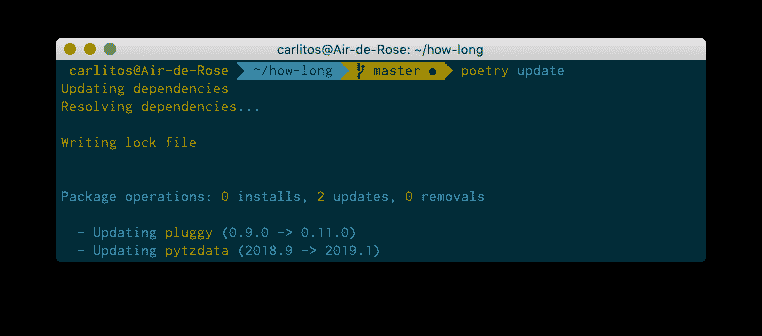 carlitos@Air-de-Rose: ~/how-long
carlitos@Air-de-Rose ~/how-long master ● poetry update
Updating dependencies
Resolving dependencies...
Writing lock file
Package operations: 0 installs, 2 updates, 0 removals
- Updating pluggy (0.9.0 -> 0.11.0)
- Updating pytzdata (2018.9 -> 2019.1)